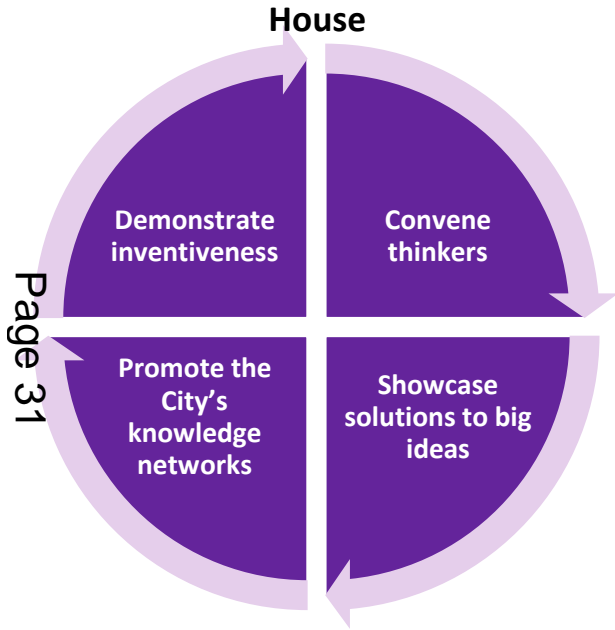 House
Demonstrate
inventiveness
Convene
thinkers
Promote the
City’s
knowledge
networks
Showcase
solutions to big
ideas
Page 31